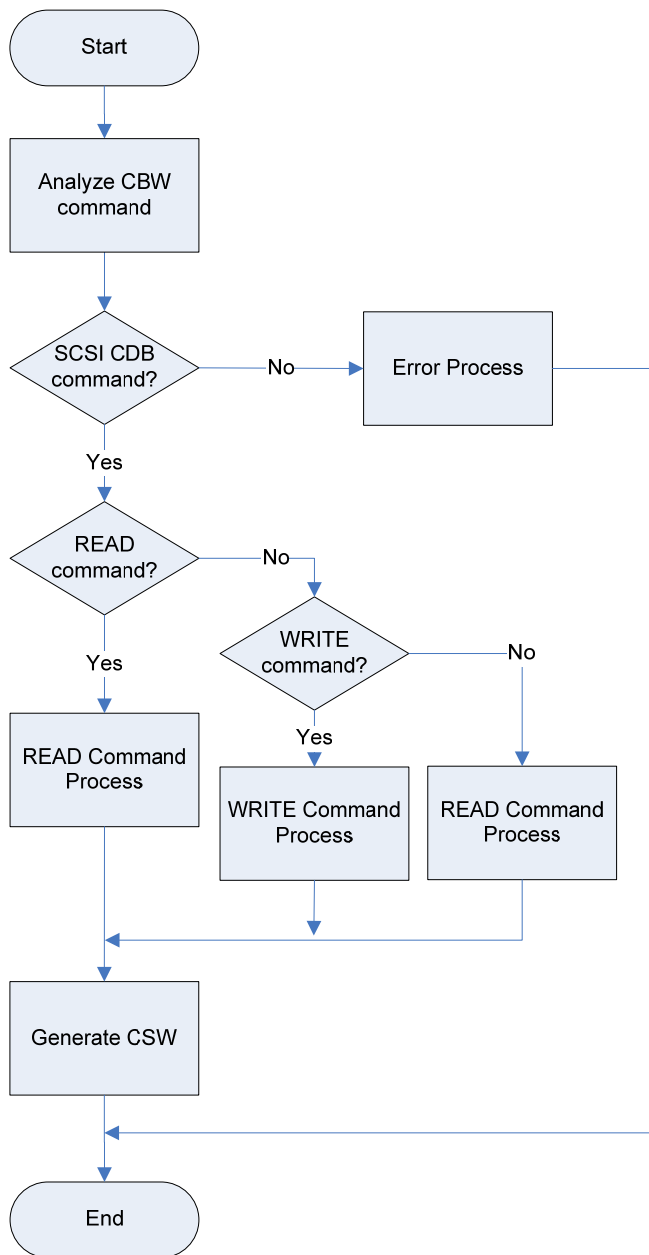 Start
Analyze CBW
command
SCSI CDB
command?
No
Error Process
Yes
READ
command?
No
WRITE
command?
No
Yes
Yes
READ Command
Process
WRITE Command
Process
READ Command
Process
Generate CSW
End